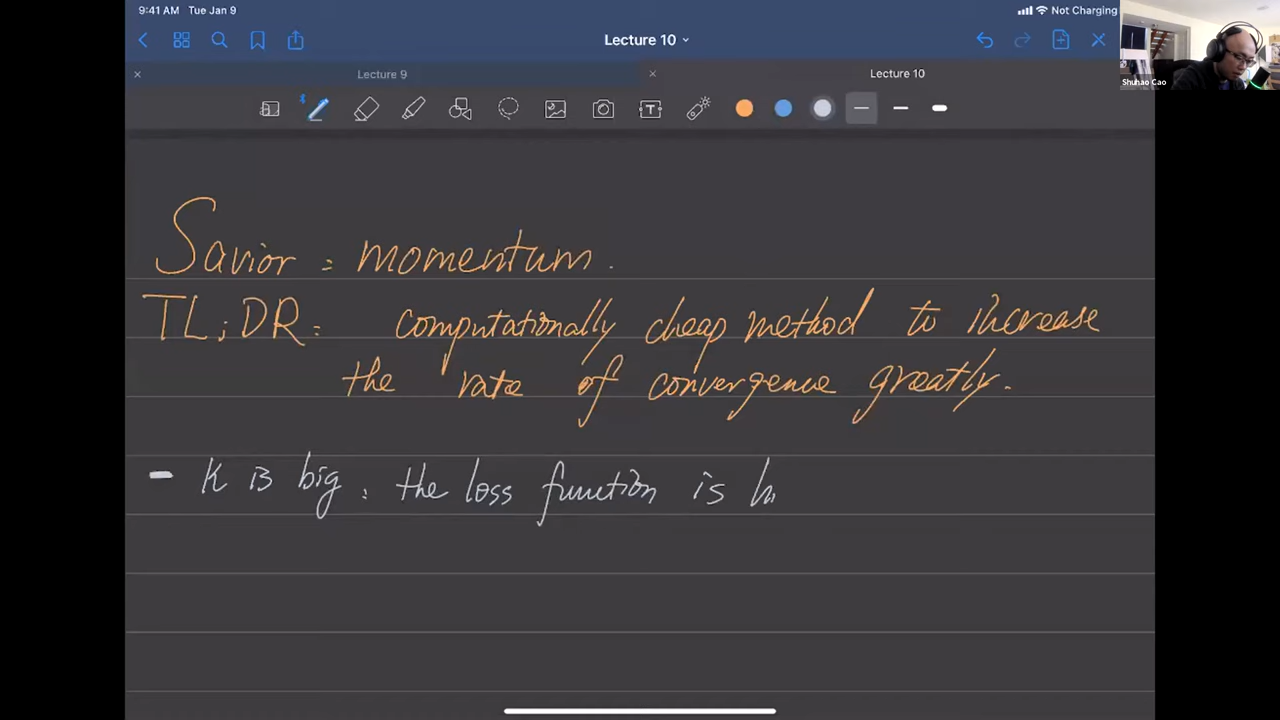 9:41 AM Tue Jan 9
Not Charging
Lecture 10
Lecture 9
Lecture 10
Shuhao Cao
Savior : momentum.
TL;DR: computationally cheap method to increase
the rate of convergence greatly.
- K is big : the loss function is